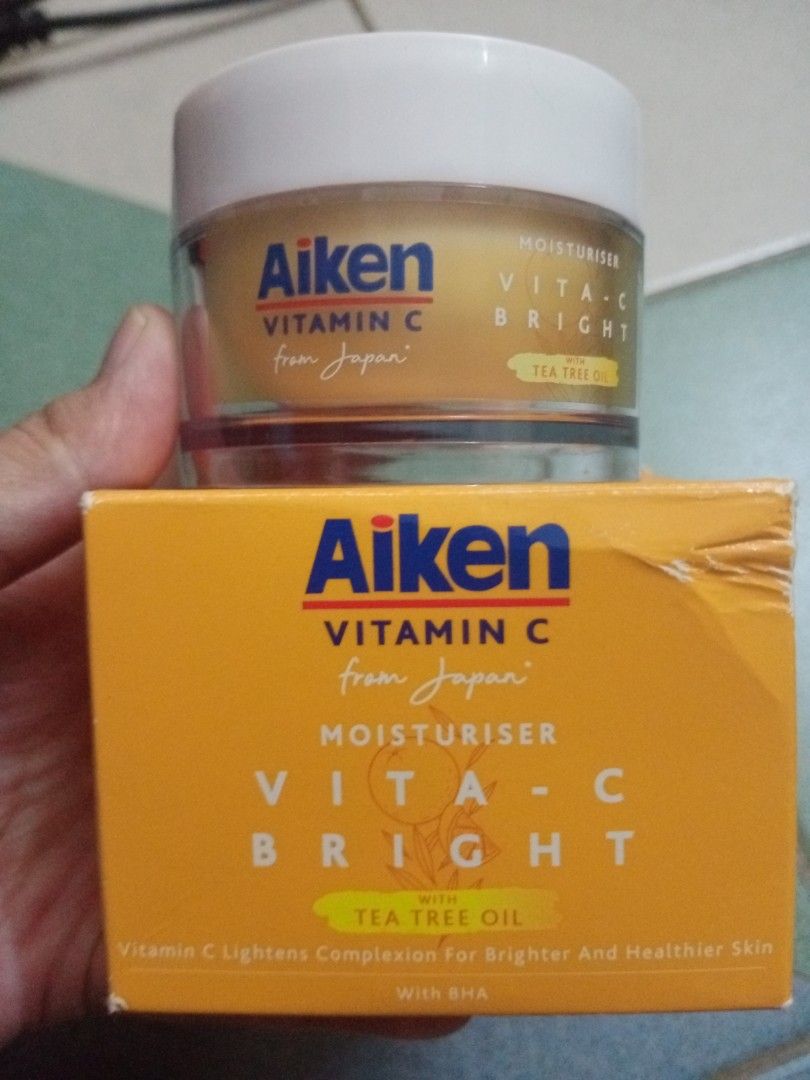 Aiken
VITAMIN C
from Japan*
MOISTURISER
VITA-C
BRIGHT
WITH
TEA TREE OIL
Aiken
VITAMIN C
from Japan*
MOISTURISER
VITA-C
BRIGHT
WITH
TEA TREE OIL
Vitamin C Lightens Complexion For Brighter And Healthier Skin
With BHA